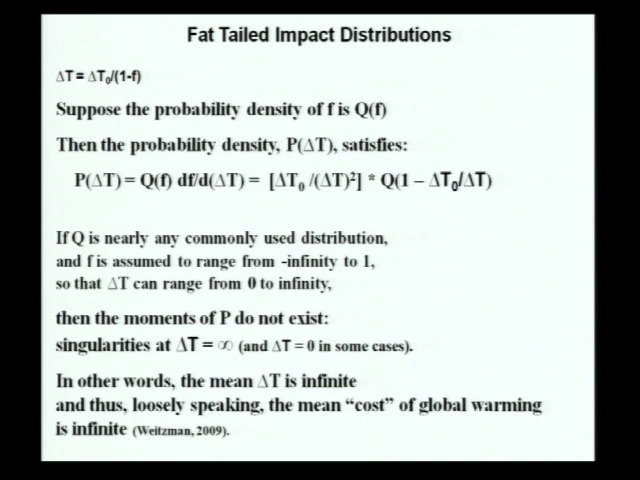 Fat Tailed Impact Distributions
ΔT = ΔT₀/(1-f)
Suppose the probability density of f is Q(f)
Then the probability density, P(ΔT), satisfies:
P(ΔT) = Q(f) df/d(ΔT) = [ΔT₀ /(ΔT)²] * Q(1 – ΔT₀/ΔT)
If Q is nearly any commonly used distribution,
and f is assumed to range from -infinity to 1,
so that ΔT can range from 0 to infinity,
then the moments of P do not exist:
singularities at ΔT = ∞ (and ΔT = 0 in some cases).
In other words, the mean ΔT is infinite
and thus, loosely speaking, the mean “cost” of global warming
is infinite (Weitzman, 2009).